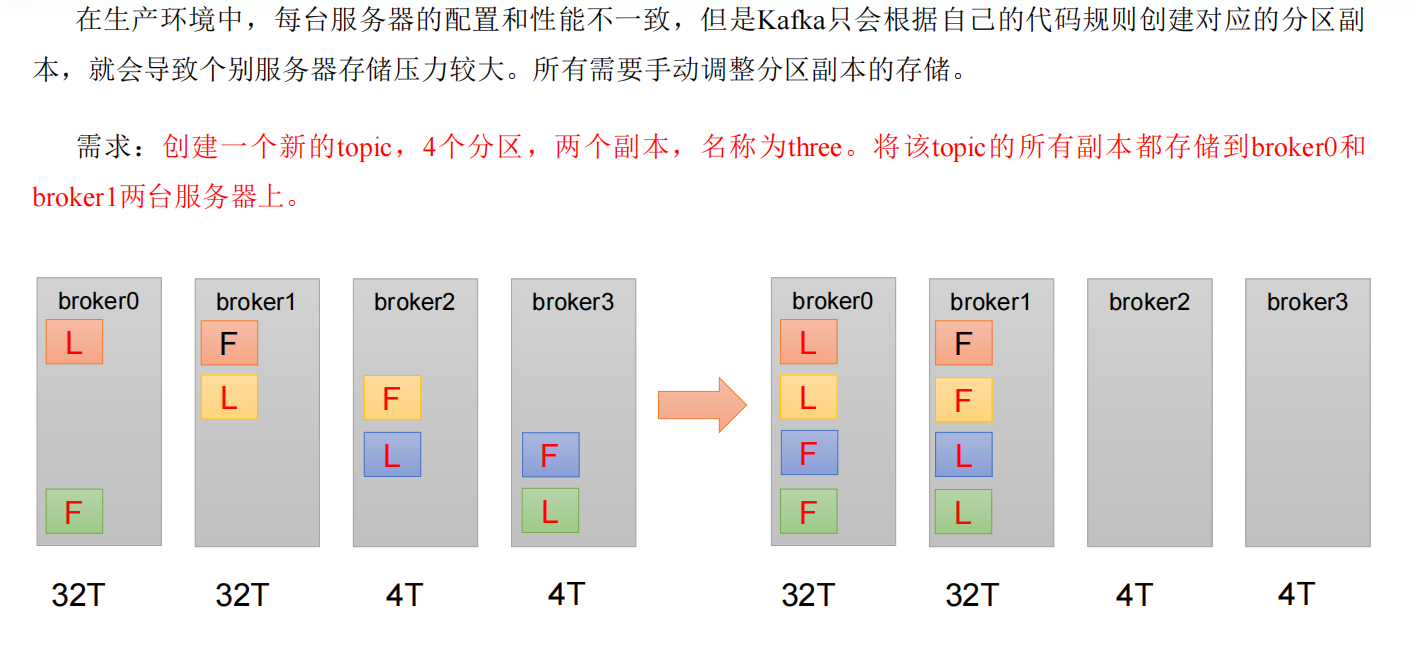 在生产环境中，每台服务器的配置和性能不一致，但是Kafka只会根据自己的代码规则创建对应的分区副
本，就会导致个别服务器存储压力较大。所有需要手动调整分区副本的存储。
需求：创建一个新的topic，4个分区，两个副本，名称为three。将该topic的所有副本都存储到broker0和
broker1两台服务器上。
broker0 broker1 broker2 broker3 broker0 broker1 broker2 broker3
L F L F
L F L F
L F F L
F L F L
32T 32T 4T 4T 32T 32T 4T 4T